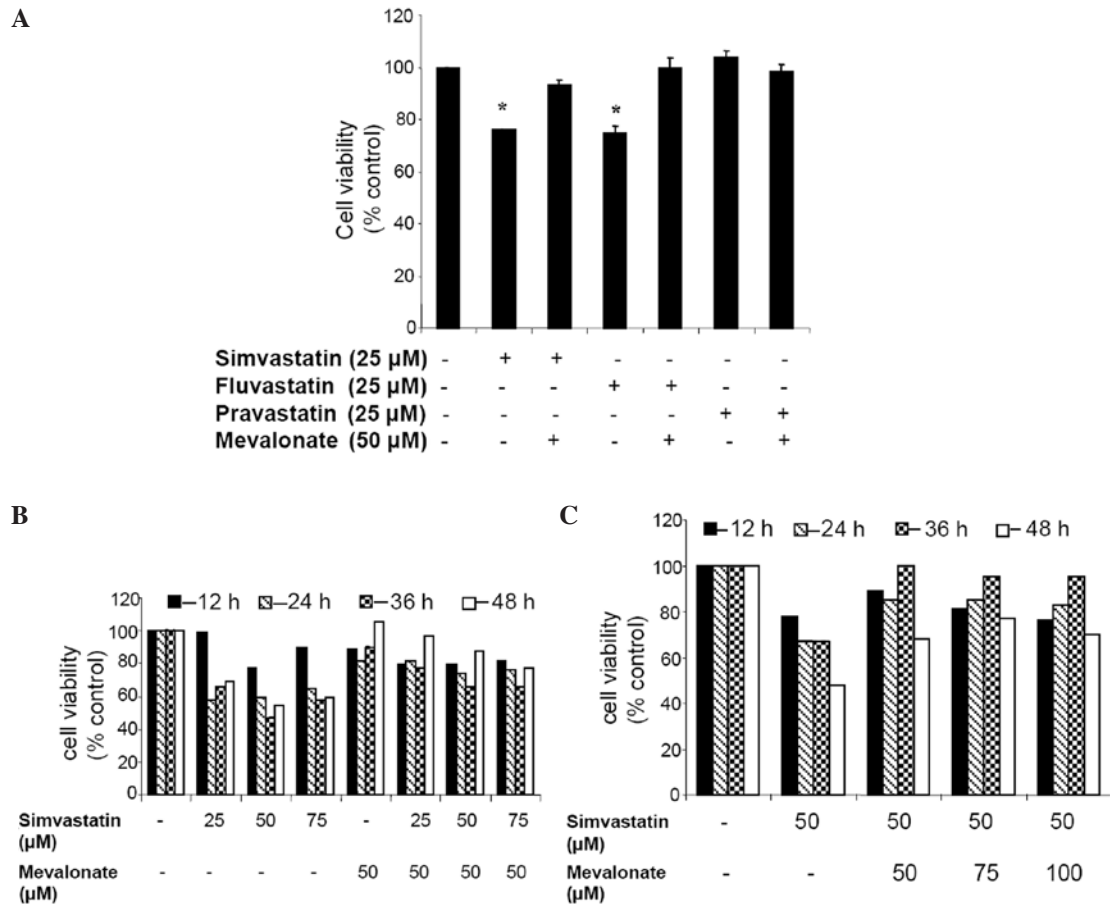 A
Cell viability
(% control)
120
100
80
60
40
20
0
* *
Simvastatin (25 µM) - + + - - - -
Fluvastatin (25 µM) - - - + + - -
Pravastatin (25 µM) - - - - - + +
Mevalonate (50 µM) - - + - + - +
B
12 h 24 h 36 h 48 h
cell viability
(% control)
120
100
80
60
40
20
0
Simvastatin
(µM)
- 25 50 75 - 25 50 75
Mevalonate
(µM)
- - - - 50 50 50 50
C
12 h 24 h 36 h 48 h
cell viability
(% control)
120
100
80
60
40
20
0
Simvastatin
(µM)
- 50 50 50 50
Mevalonate
(µM)
- - 50 75 100